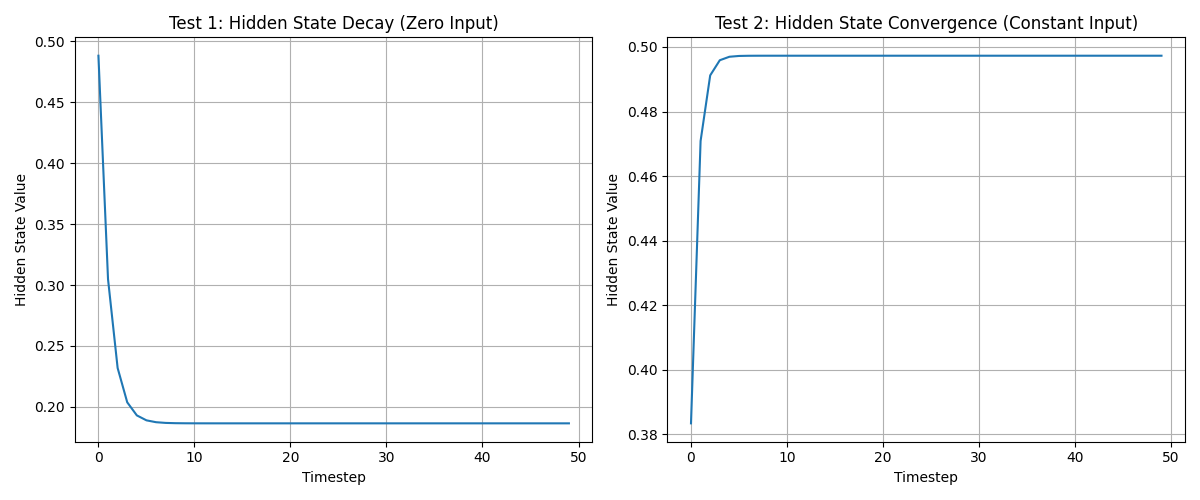 Test 1: Hidden State Decay (Zero Input)
Hidden State Value
0.50
0.45
0.40
0.35
0.30
0.25
0.20
0 10 20 30 40 50
Timestep
Test 2: Hidden State Convergence (Constant Input)
Hidden State Value
0.50
0.48
0.46
0.44
0.42
0.40
0.38
0 10 20 30 40 50
Timestep